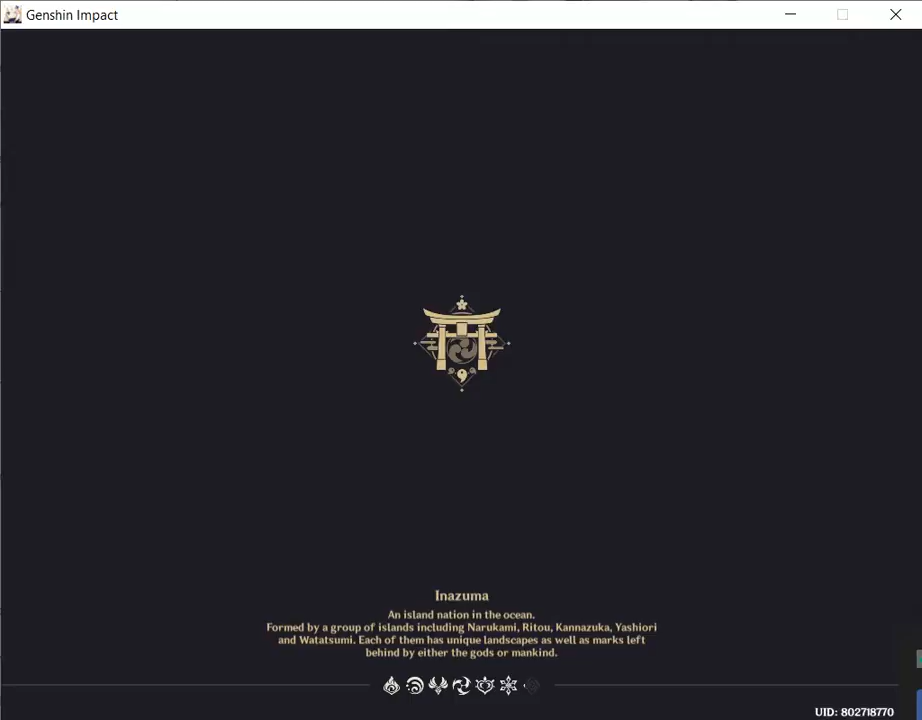 Genshin Impact
Inazuma
An island nation in the ocean.
Formed by a group of islands including Narukami, Ritou, Kannazuka, Yashiori
and Watatsumi. Each of them has unique landscapes as well as marks left
behind by either the gods or mankind.
UID: 802718770